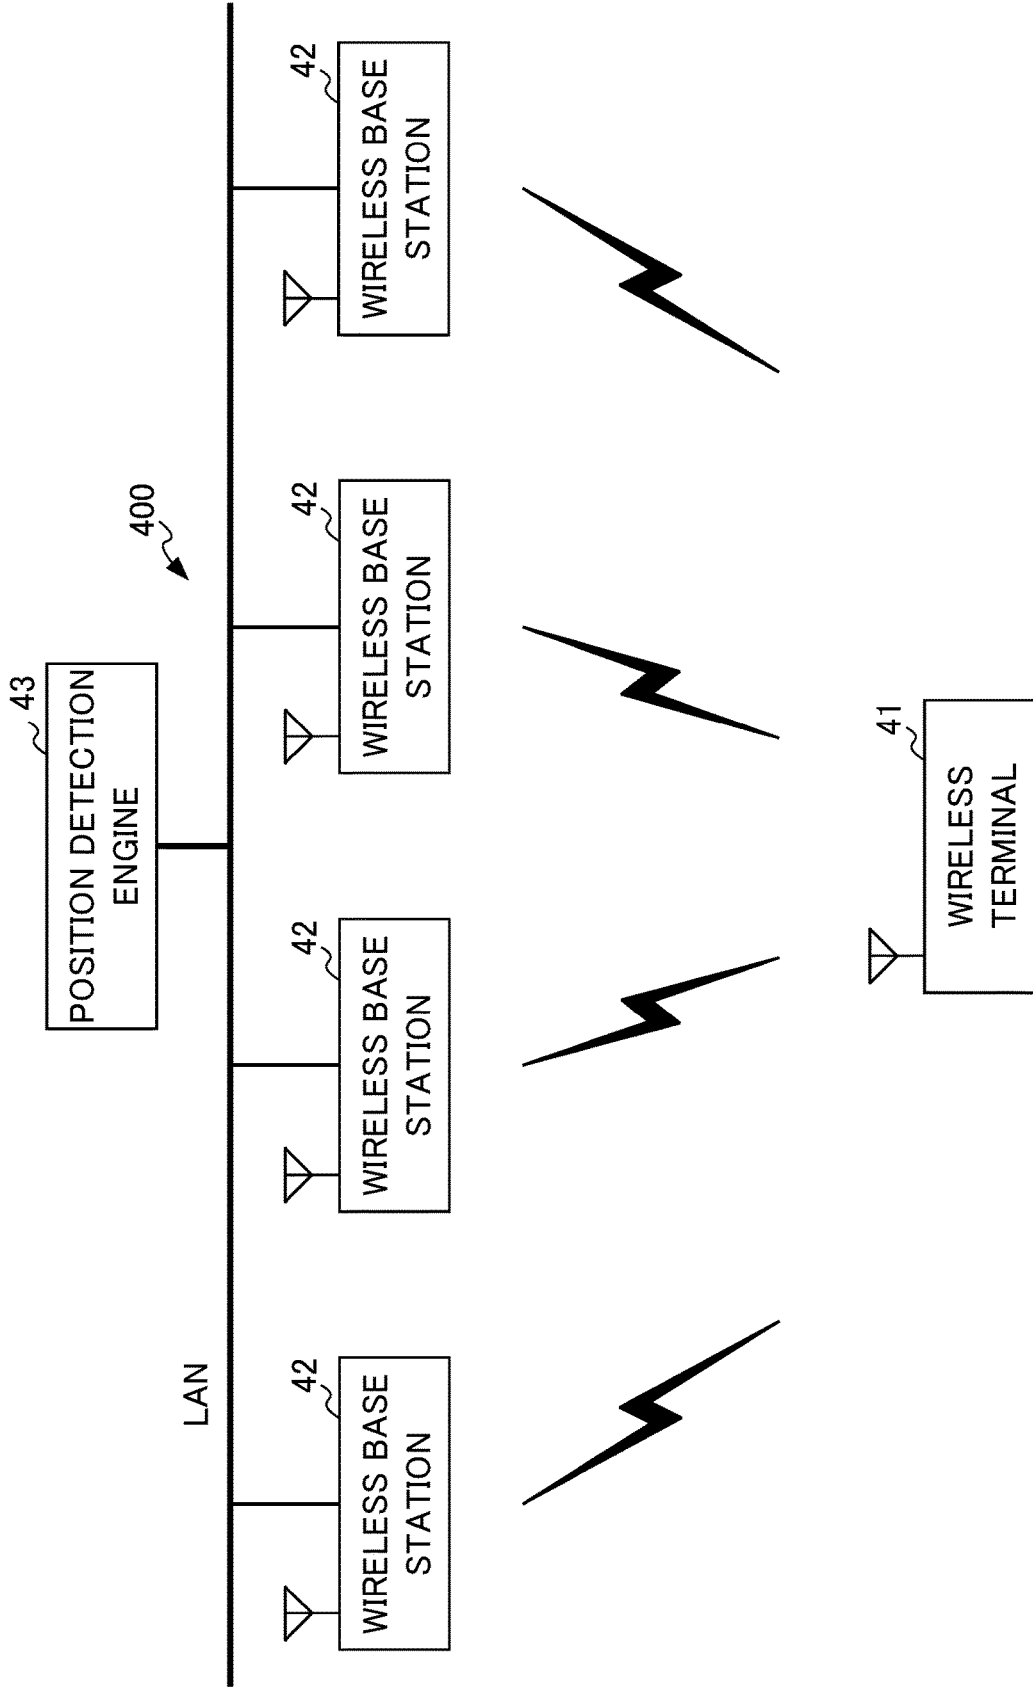 43
POSITION DETECTION
ENGINE
400
LAN
42
WIRELESS BASE
STATION
42
WIRELESS BASE
STATION
42
WIRELESS BASE
STATION
42
WIRELESS BASE
STATION
41
WIRELESS
TERMINAL